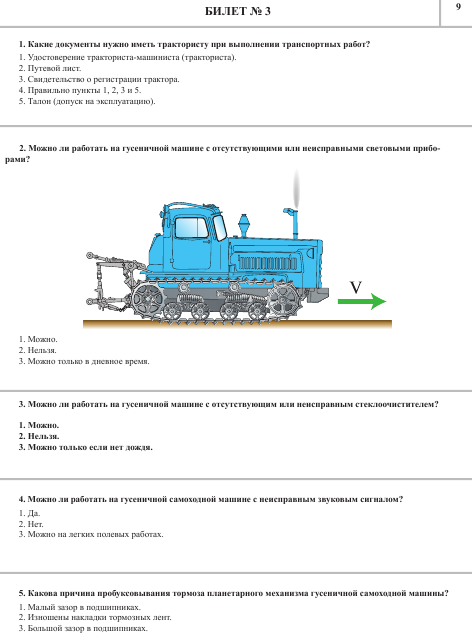 БИЛЕТ № 3
9
1. Какие документы нужно иметь трактористу при выполнении транспортных работ?
1. Удостоверение тракториста-машиниста (тракториста).
2. Путевой лист.
3. Свидетельство о регистрации трактора.
4. Правильно пункты 1, 2, 3 и 5.
5. Талон (допуск на эксплуатацию).
2. Можно ли работать на гусеничной машине с отсутствующими или неисправными световыми прибо-
рами?
V
1. Можно.
2. Нельзя.
3. Можно только в дневное время.
3. Можно ли работать на гусеничной машине с отсутствующим или неисправным стеклоочистителем?
1. Можно.
2. Нельзя.
3. Можно только если нет дождя.
4. Можно ли работать на гусеничной самоходной машине с неисправным звуковым сигналом?
1. Да.
2. Нет.
3. Можно на легких полевых работах.
5. Какова причина пробуксовывания тормоза планетарного механизма гусеничной самоходной машины?
1. Малый зазор в подшипниках.
2. Изношены накладки тормозных лент.
3. Большой зазор в подшипниках.